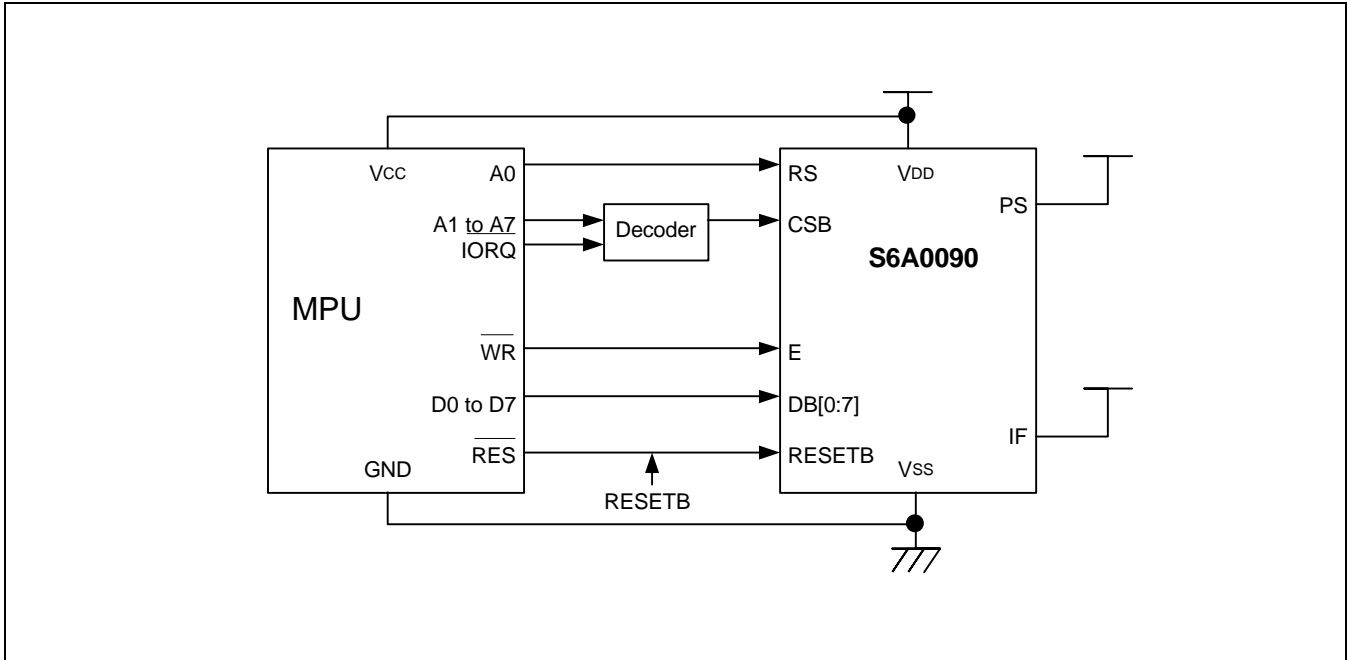 VCC
A0
RS
VDD
PS
A1 to A7
IORQ
Decoder
CSB
S6A0090
MPU
WR
E
D0 to D7
DB[0:7]
IF
RES
RESETB
GND
VSS
RESETB